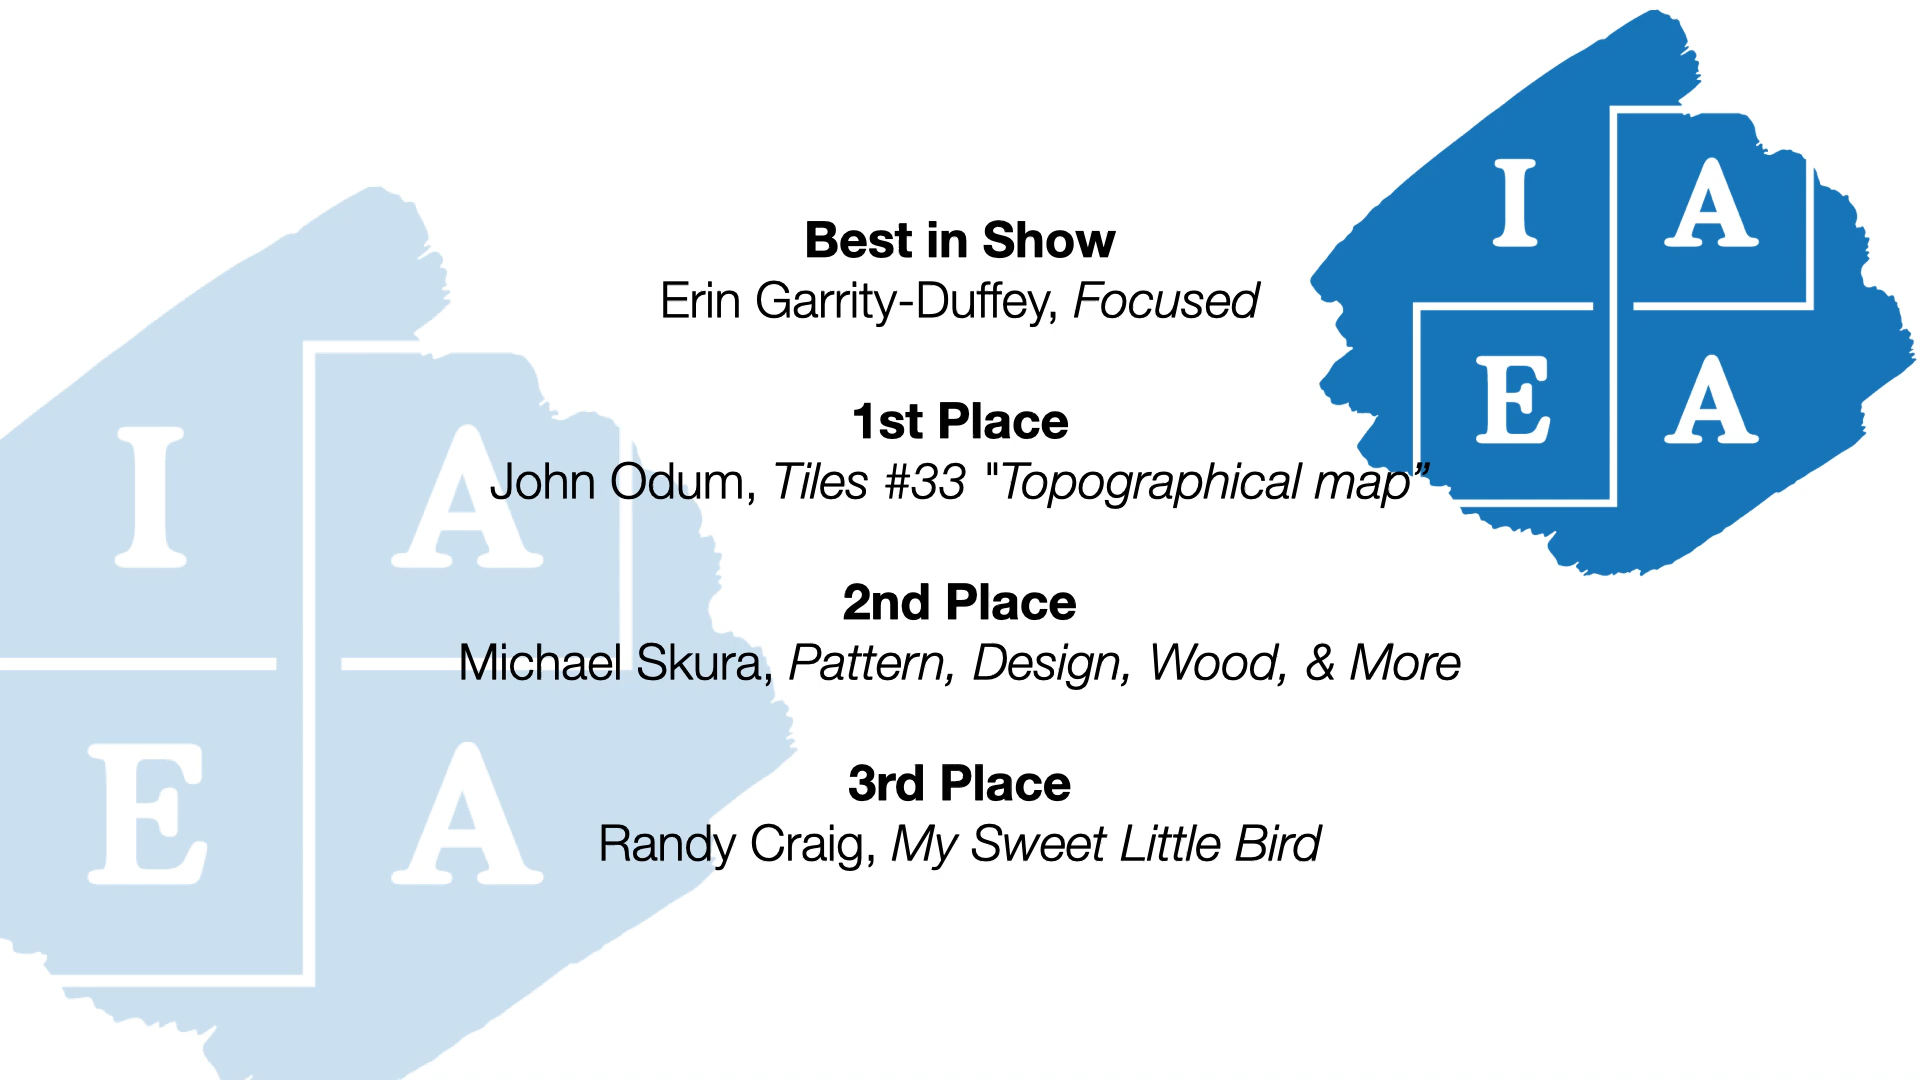 I A
E A
Best in Show
Erin Garrity-Duffey, Focused
1st Place
John Odum, Tiles #33 "Topographical map”
2nd Place
Michael Skura, Pattern, Design, Wood, & More
3rd Place
Randy Craig, My Sweet Little Bird
I A
E A